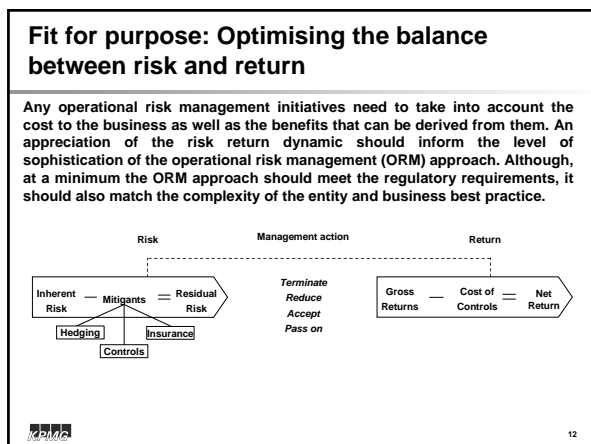 Fit for purpose: Optimising the balance
between risk and return
Any operational risk management initiatives need to take into account the
cost to the business as well as the benefits that can be derived from them. An
appreciation of the risk return dynamic should inform the level of
sophistication of the operational risk management (ORM) approach. Although,
at a minimum the ORM approach should meet the regulatory requirements, it
should also match the complexity of the entity and business best practice.
Risk Management action Return
Inherent
Risk
—
Mitigants
=
Residual
Risk
Hedging
Controls
Insurance
Terminate
Reduce
Accept
Pass on
Gross
Returns
—
Cost of
Controls
=
Net
Return
KPMG
12